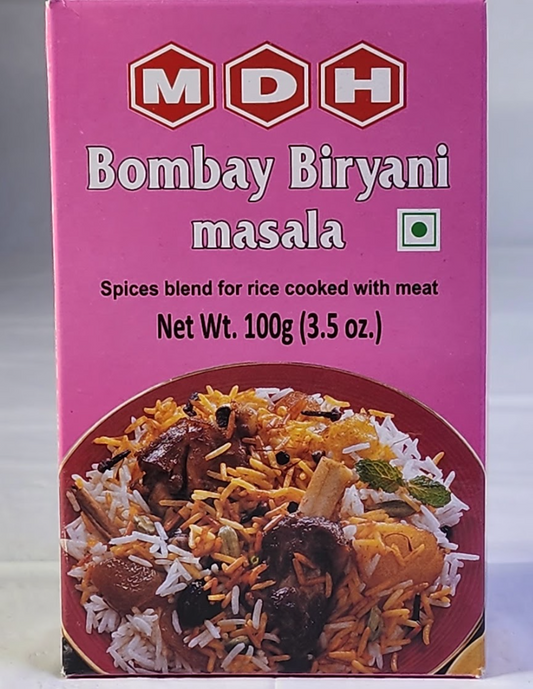 MDH
Bombay Biryani
masala
Spices blend for rice cooked with meat
Net Wt. 100g (3.5 oz.)